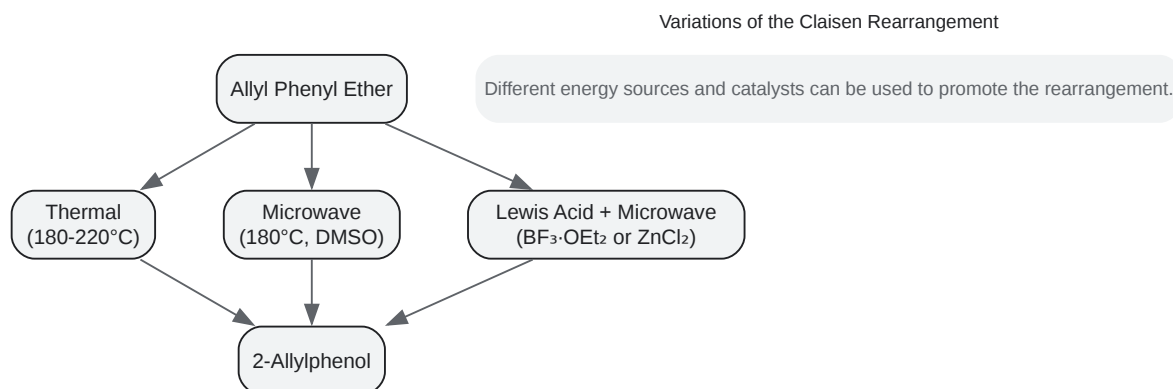 Variations of the Claisen Rearrangement
Allyl Phenyl Ether
Different energy sources and catalysts can be used to promote the rearrangement.
Thermal
(180-220°C)
Microwave
(180°C, DMSO)
Lewis Acid + Microwave
(BF₃·OEt₂ or ZnCl₂)
2-Allylphenol